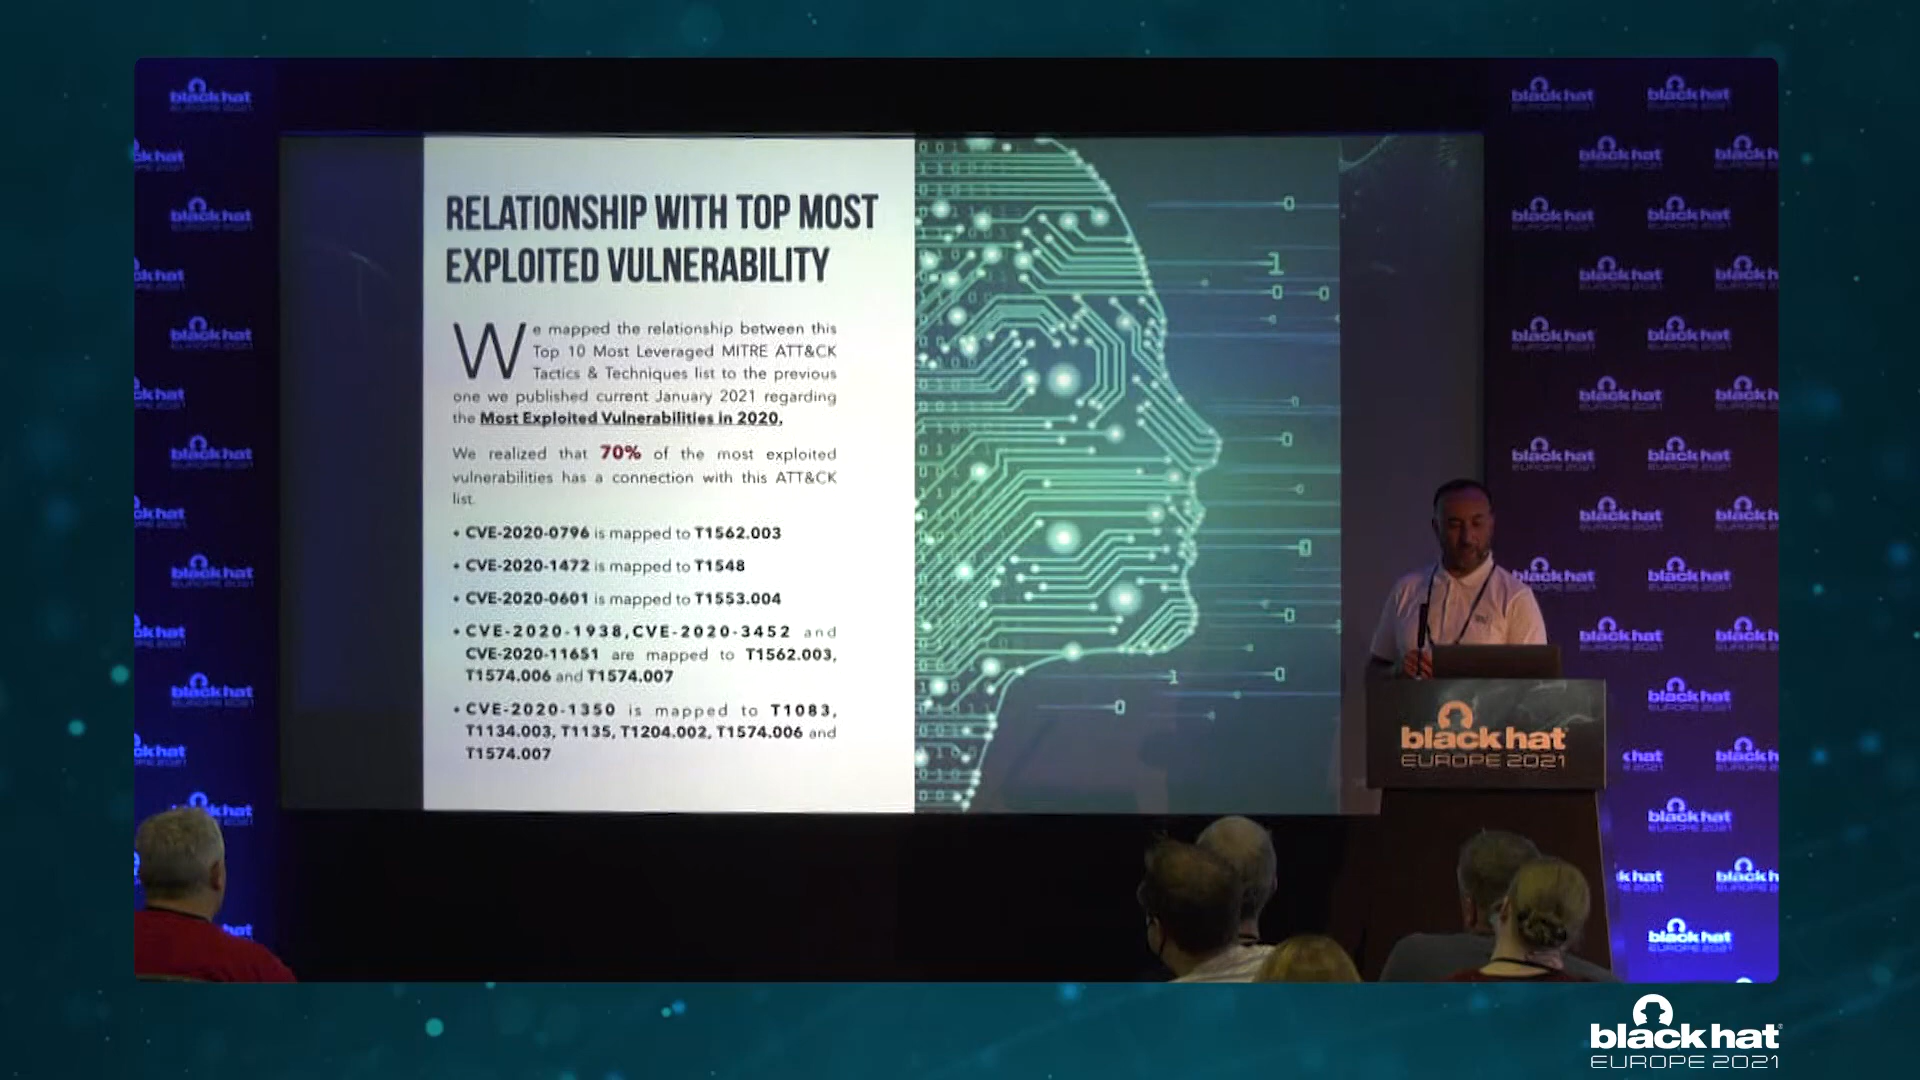 RELATIONSHIP WITH TOP MOST
EXPLOITED VULNERABILITY
We mapped the relationship between this
Top 10 Most Leveraged MITRE ATT&CK
Tactics & Techniques list to the previous
one we published current January 2021 regarding
the Most Exploited Vulnerabilities in 2020.
We realized that 70% of the most exploited
vulnerabilities has a connection with this ATT&CK
list.
• CVE-2020-0796 is mapped to T1562.003
• CVE-2020-1472 is mapped to T1548
• CVE-2020-0601 is mapped to T1553.004
• CVE-2020-1938,CVE-2020-3452 and
CVE-2020-11651 are mapped to T1562.003,
T1574.006 and T1574.007
• CVE-2020-1350 is mapped to T1083,
T1134.003, T1135, T1204.002, T1574.006 and
T1574.007
black hat
EUROPE 2021
black hat
EUROPE 2021